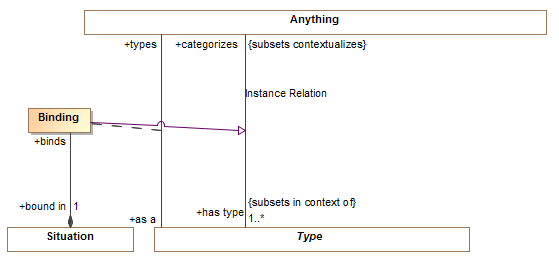 Anything
+types +categorizes {subsets contextualizes}
Instance Relation
Binding
+binds
{subsets in context of}
+bound in 1 +as a +has type 1..*
Situation Type